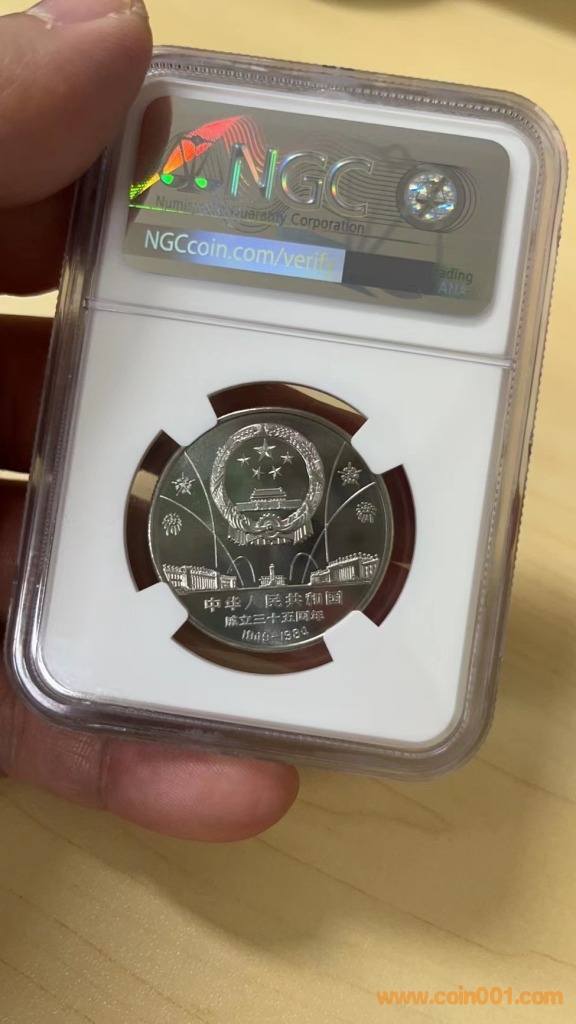 NGC
Numismatic Guaranty Corporation
NGCcoin.com/verify
中华人民共和国
成立三十五周年
1949-1984
www.coin001.com